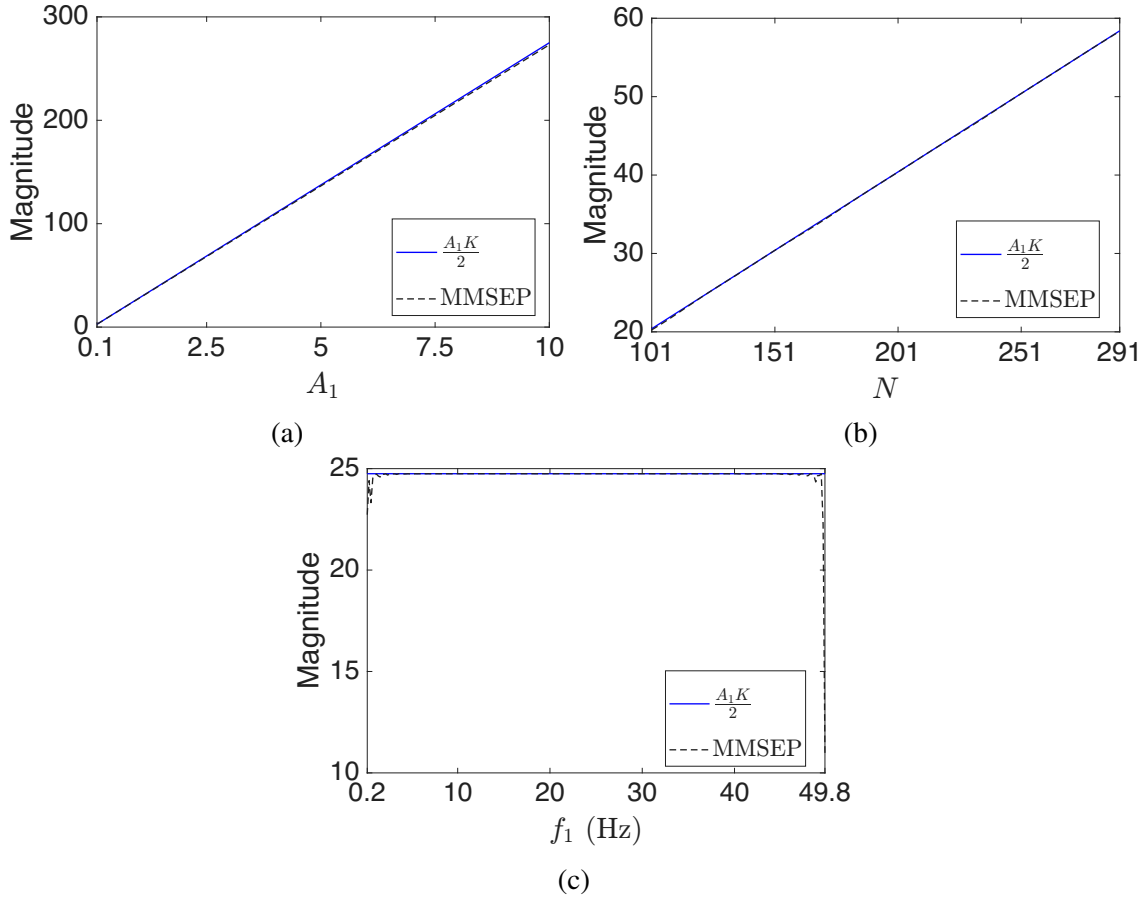 300
200
100
0
0.1 2.5 5 7.5 10
Magnitude
A₁
A₁K/2
MMSEP
(a)
60
50
40
30
20
101 151 201 251 291
Magnitude
N
A₁K/2
MMSEP
(b)
25
20
15
10
0.2 10 20 30 40 49.8
Magnitude
f₁ (Hz)
A₁K/2
MMSEP
(c)